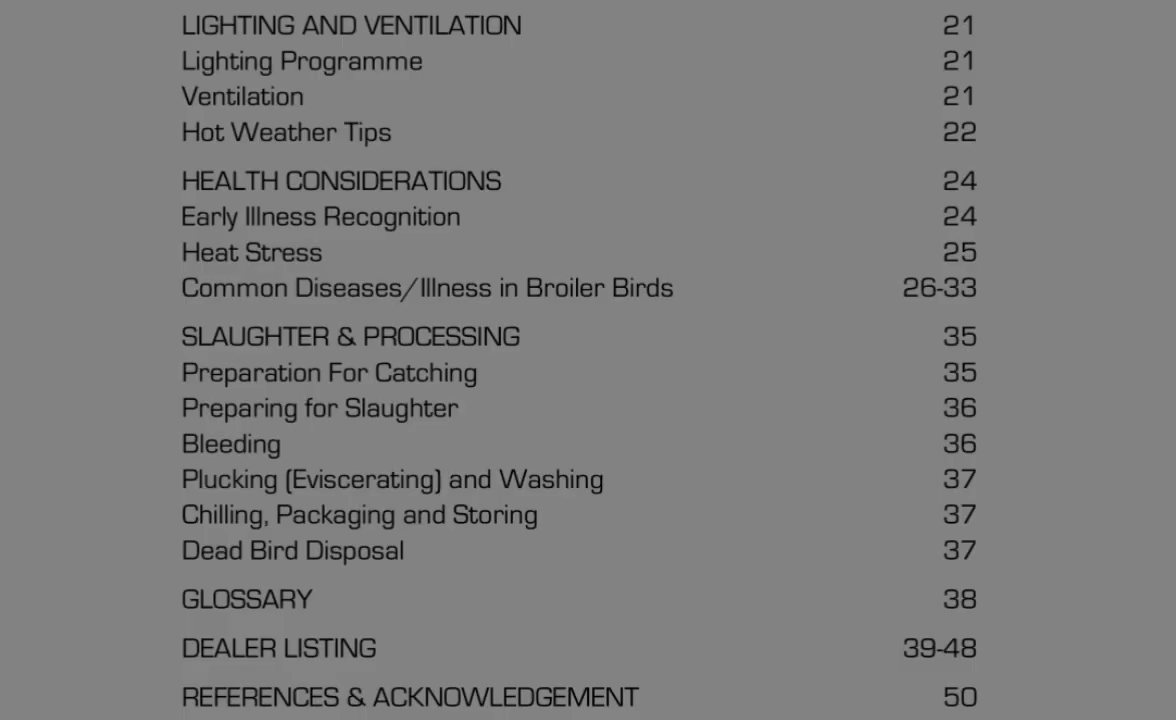 LIGHTING AND VENTILATION 21
Lighting Programme 21
Ventilation 21
Hot Weather Tips 22
HEALTH CONSIDERATIONS 24
Early Illness Recognition 24
Heat Stress 25
Common Diseases/Illness in Broiler Birds 26-33
SLAUGHTER & PROCESSING 35
Preparation For Catching 35
Preparing for Slaughter 36
Bleeding 36
Plucking (Eviscerating) and Washing 37
Chilling, Packaging and Storing 37
Dead Bird Disposal 37
GLOSSARY 38
DEALER LISTING 39-48
REFERENCES & ACKNOWLEDGEMENT 50